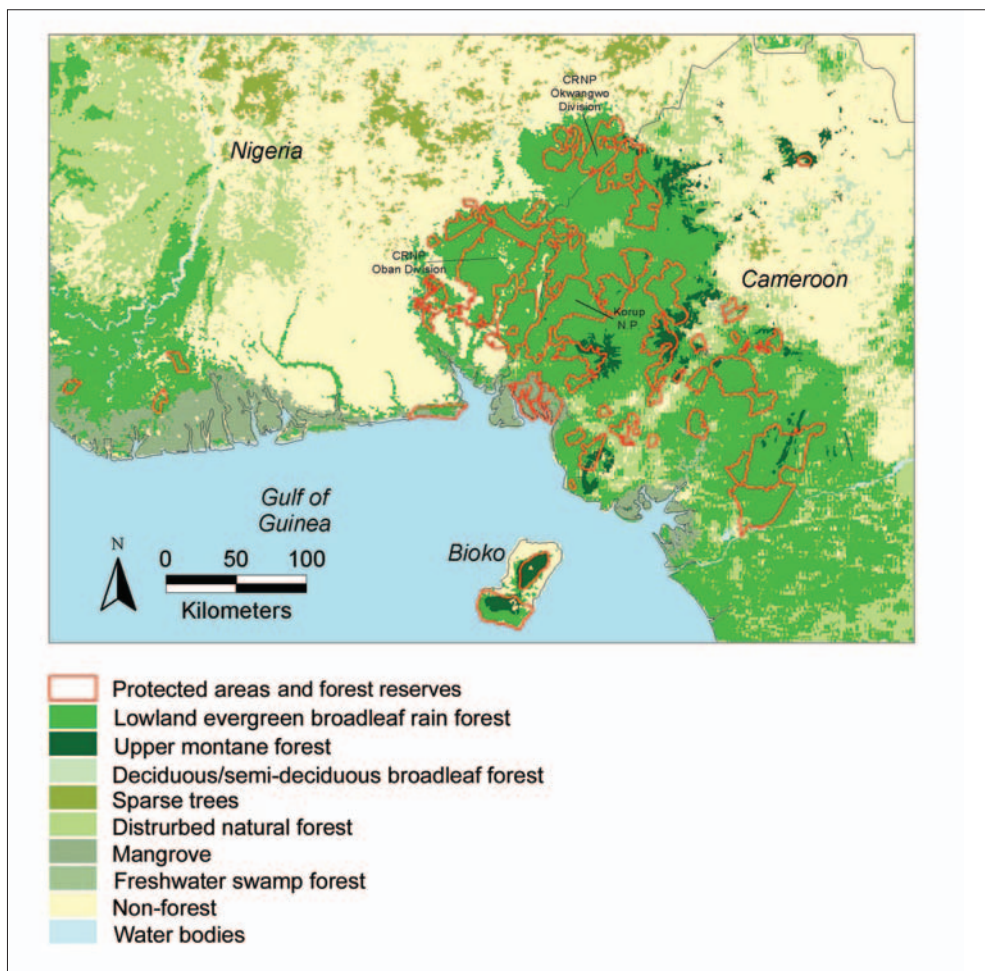 CRNP
Okwangwo
Division
Nigeria
CRNP
Oban Division
Cameroon
Korup
N.P.
Gulf of
Guinea
Bioko
N
0 50 100
Kilometers
Protected areas and forest reserves
Lowland evergreen broadleaf rain forest
Upper montane forest
Deciduous/semi-deciduous broadleaf forest
Sparse trees
Distrurbed natural forest
Mangrove
Freshwater swamp forest
Non-forest
Water bodies